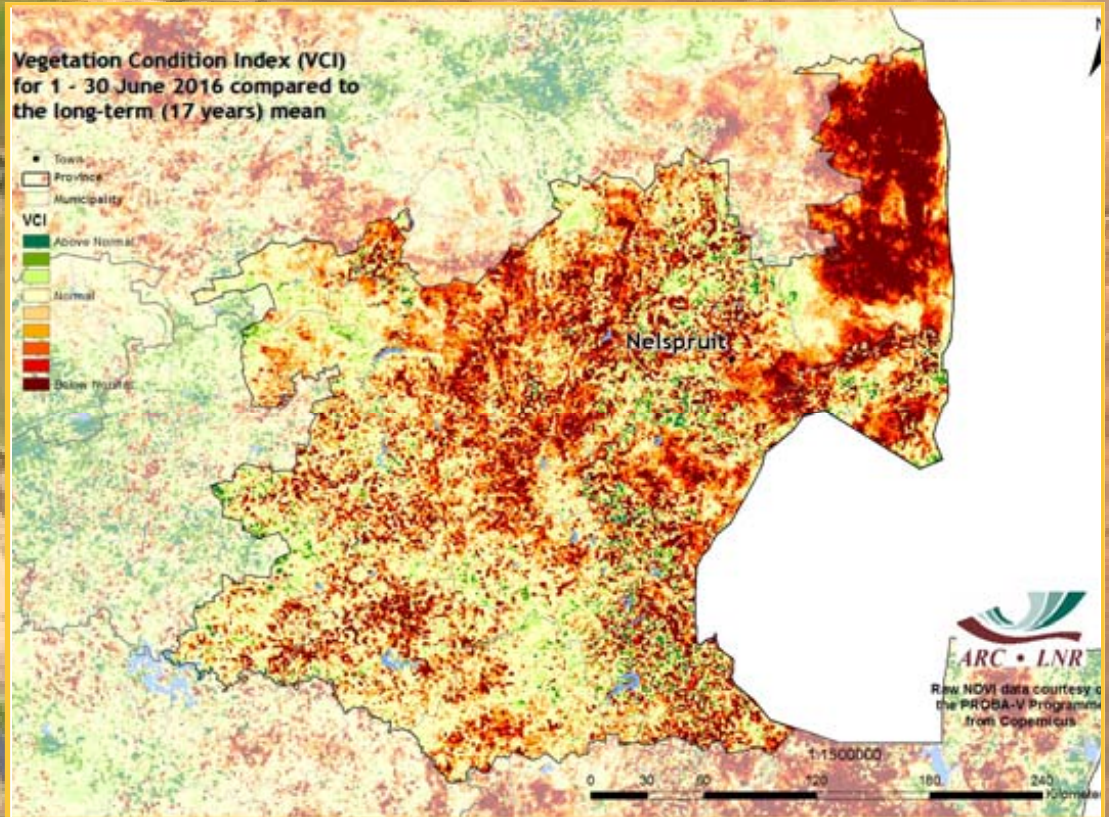 Vegetation Condition Index (VCI)
for 1 - 30 June 2016 compared to
the long-term (17 years) mean
N
Town
Province
Municipality
VCI
Above Normal
Normal
Below Normal
Nelspruit
ARC • LNR
Raw NDVI data courtesy o
the PROBA-V Programme
from Copernicus
1:1500000
0 30 60 120 180 240
Kilometer